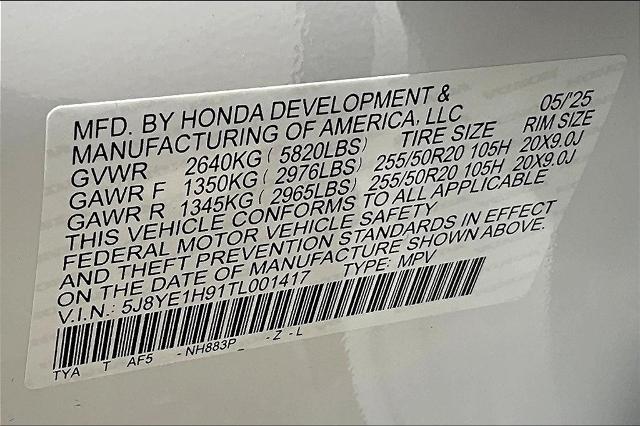 MFD. BY HONDA DEVELOPMENT &
MANUFACTURING OF AMERICA, LLC 05/'25
GVWR 2640KG ( 5820LBS) TIRE SIZE RIM SIZE
GAWR F 1350KG ( 2976LBS) 255/50R20 105H 20X9.0J
GAWR R 1345KG ( 2965LBS) 255/50R20 105H 20X9.0J
THIS VEHICLE CONFORMS TO ALL APPLICABLE
FEDERAL MOTOR VEHICLE SAFETY
AND THEFT PREVENTION STANDARDS IN EFFECT
ON THE DATE OF MANUFACTURE SHOWN ABOVE.
V.I.N.: 5J8YE1H91TL001417 TYPE: MPV
TYA T AF5 - NH883P_ - Z - L